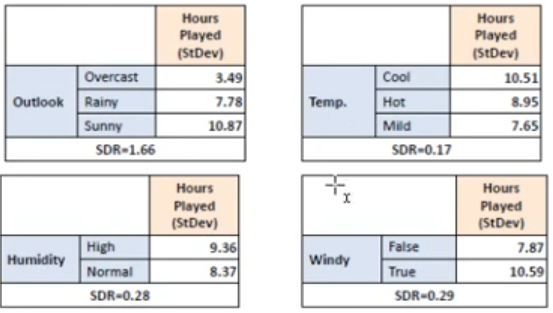 Hours
Played
(StDev)
Outlook
Overcast 3.49
Rainy 7.78
Sunny 10.87
SDR=1.66
Hours
Played
(StDev)
Temp.
Cool 10.51
Hot 8.95
Mild 7.65
SDR=0.17
Hours
Played
(StDev)
Humidity
High 9.36
Normal 8.37
SDR=0.28
x
Hours
Played
(StDev)
Windy
False 7.87
True 10.59
SDR=0.29